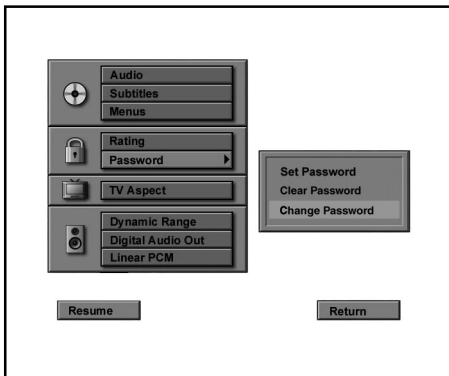 Audio
Subtitles
Menus
Rating
Password
TV Aspect
Dynamic Range
Digital Audio Out
Linear PCM
Set Password
Clear Password
Change Password
Resume
Return